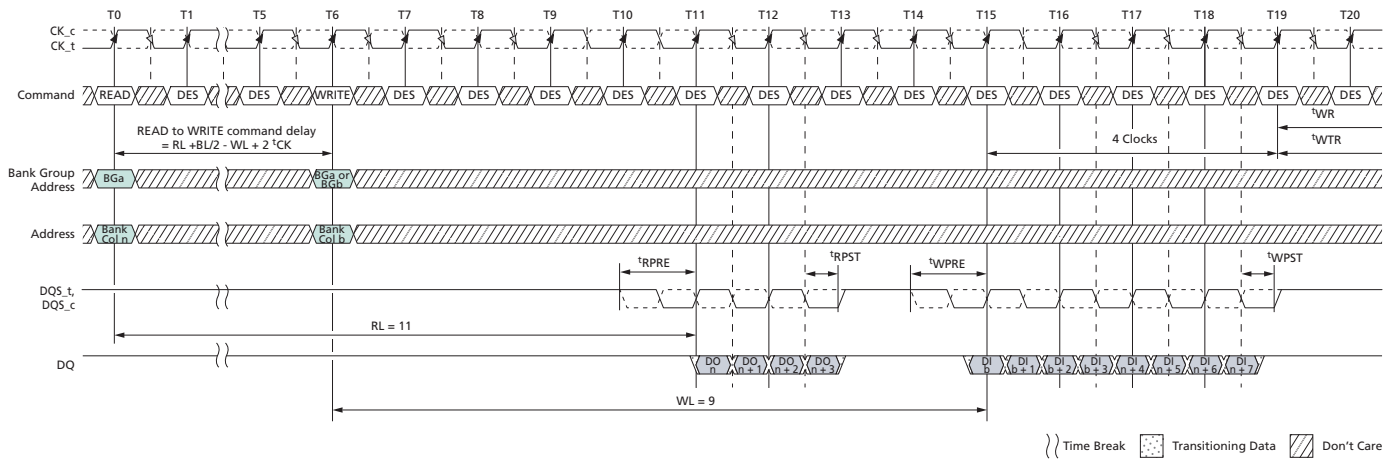 T0 T1 T5 T6 T7 T8 T9 T10 T11 T12 T13 T14 T15 T16 T17 T18 T19 T20
CK_c
CK_t
Command READ DES DES WRITE DES DES DES DES DES DES DES DES DES DES DES DES DES DES
tWR
READ to WRITE command delay
= RL +BL/2 - WL + 2 tCK
4 Clocks
tWTR
Bank Group
Address
BGa
BGa or
BGb
Address
Bank
Col n
Bank
Col b
tRPRE
tRPST
tWPRE
tWPST
DQS_t,
DQS_c
RL = 11
DQ
DO
n
DO
n + 1
DO
n + 2
DO
n + 3
DI
b
DI
b + 1
DI
b + 2
DI
b + 3
DI
n + 4
DI
n + 5
DI
n + 6
DI
n + 7
WL = 9
Time Break
Transitioning Data
Don't Care